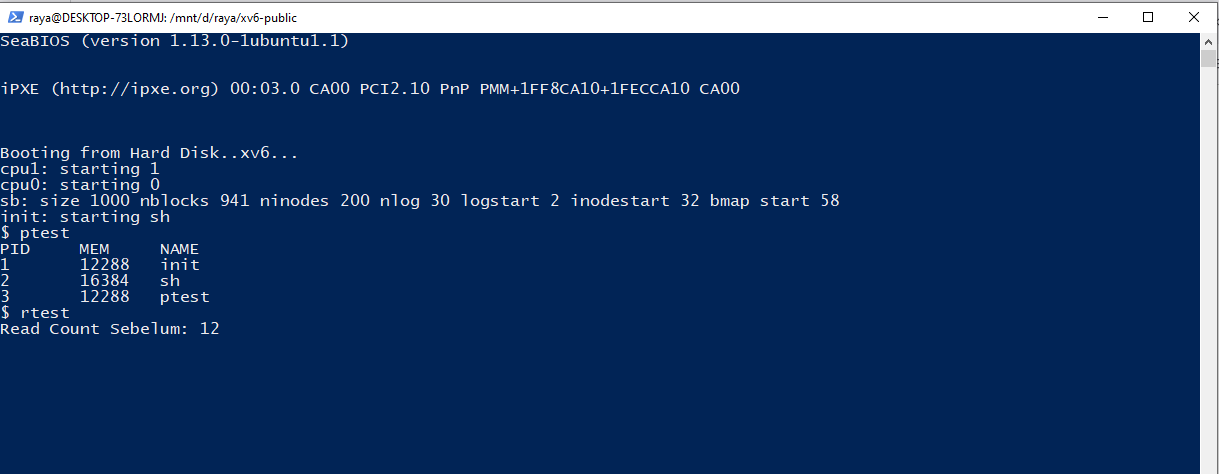 raya@DESKTOP-73LORMJ: /mnt/d/raya/xv6-public
SeaBIOS (version 1.13.0-1ubuntu1.1)
iPXE (http://ipxe.org) 00:03.0 CA00 PCI2.10 PnP PMM+1FF8CA10+1FECCA10 CA00
Booting from Hard Disk..xv6...
cpu1: starting 1
cpu0: starting 0
sb: size 1000 nblocks 941 ninodes 200 nlog 30 logstart 2 inodestart 32 bmap start 58
init: starting sh
$ ptest
PID MEM NAME
1 12288 init
2 16384 sh
3 12288 ptest
$ rtest
Read Count Sebelum: 12